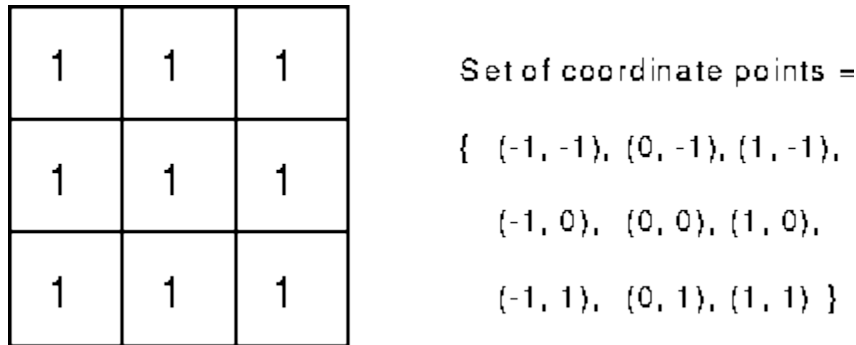 1 1 1
Set of coordinate points =
{ (-1, -1), (0, -1), (1, -1),
1 1 1
(-1, 0), (0, 0), (1, 0),
1 1 1
(-1, 1), (0, 1), (1, 1) }